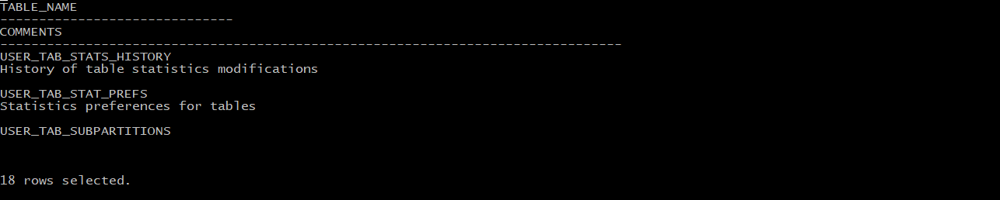 TABLE_NAME
------------------------------
COMMENTS
--------------------------------------------------------------------------------
USER_TAB_STATS_HISTORY
History of table statistics modifications
USER_TAB_STAT_PREFS
Statistics preferences for tables
USER_TAB_SUBPARTITIONS
18 rows selected.